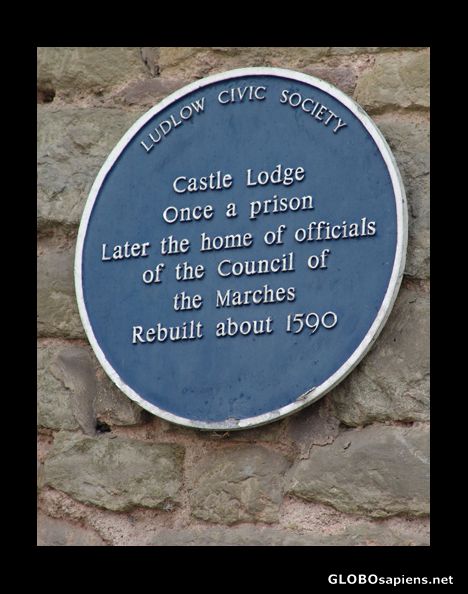 LUDLOW CIVIC SOCIETY
Castle Lodge
Once a prison
Later the home of officials
of the Council of
the Marches
Rebuilt about 1590
GLOBOsapiens.net